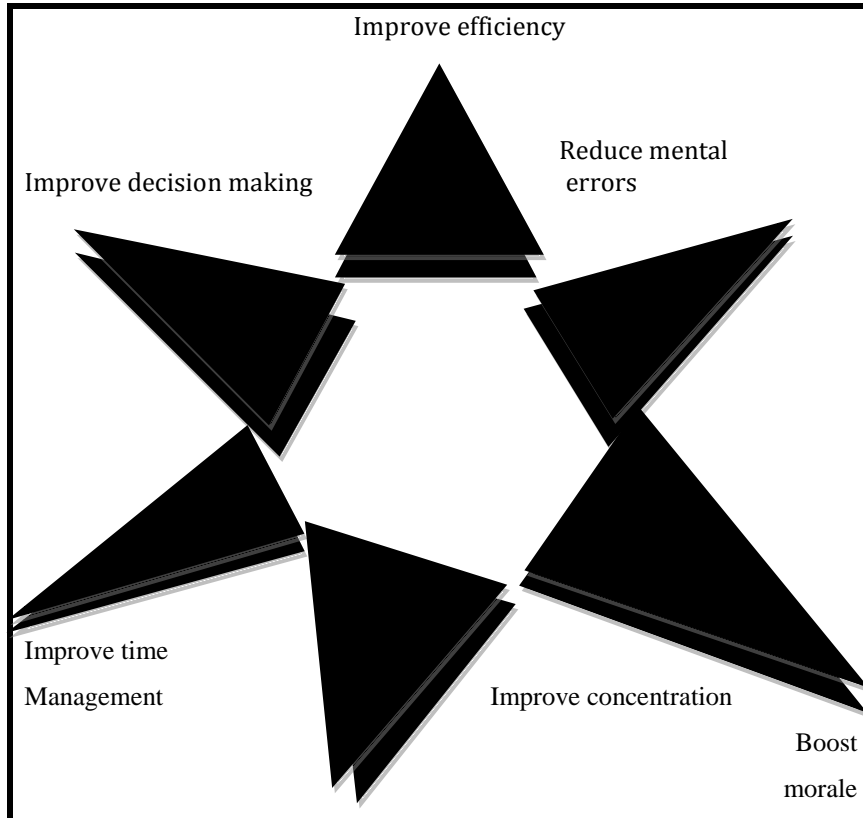 Improve efficiency
Reduce mental
errors
Improve decision making
Improve time
Management
Improve concentration
Boost
morale